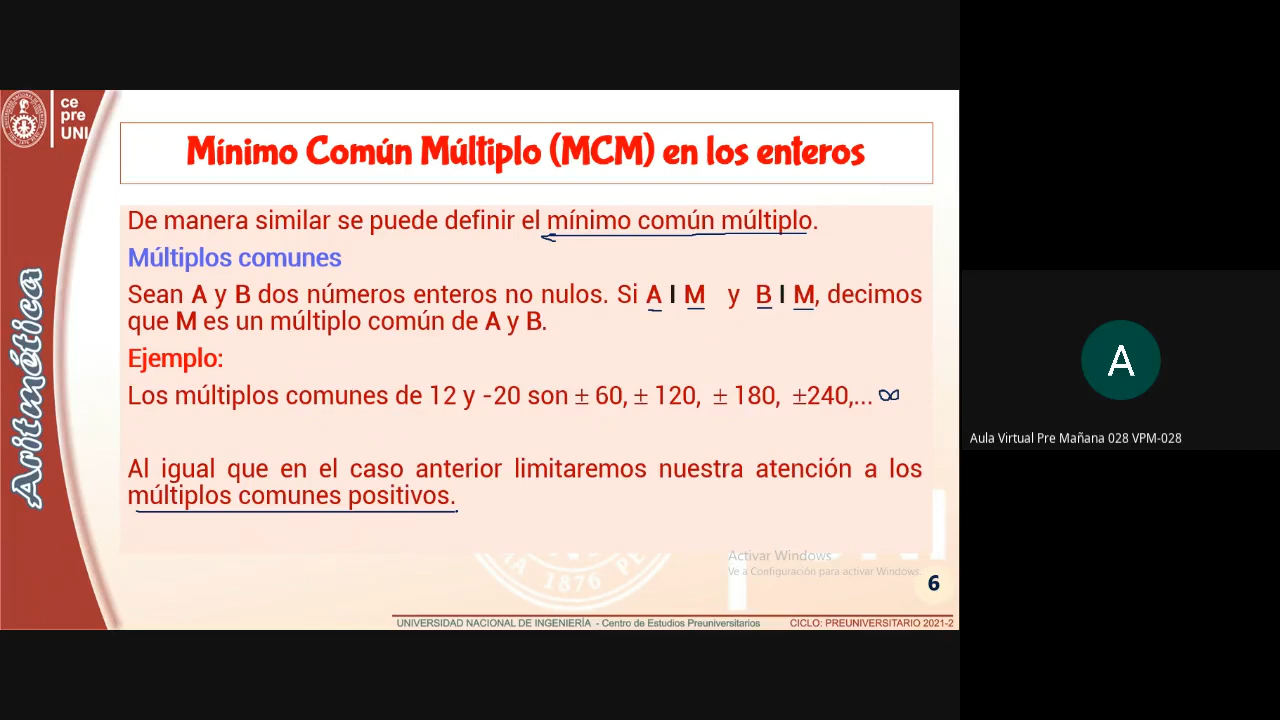 ce
pre
UNI
Mínimo Común Múltiplo (MCM) en los enteros
De manera similar se puede definir el mínimo común múltiplo.
Múltiplos comunes
Sean A y B dos números enteros no nulos. Si A I M y B I M, decimos
que M es un múltiplo común de A y B.
Ejemplo:
Los múltiplos comunes de 12 y -20 son ± 60, ± 120, ± 180, ±240,... ∞
Al igual que en el caso anterior limitaremos nuestra atención a los
múltiplos comunes positivos.
Aritmética
1876
Activar Windows
Ve a Configuración para activar Windows.
6
UNIVERSIDAD NACIONAL DE INGENIERÍA - Centro de Estudios Preuniversitarios CICLO: PREUNIVERSITARIO 2021-2
A
Aula Virtual Pre Mañana 028 VPM-028